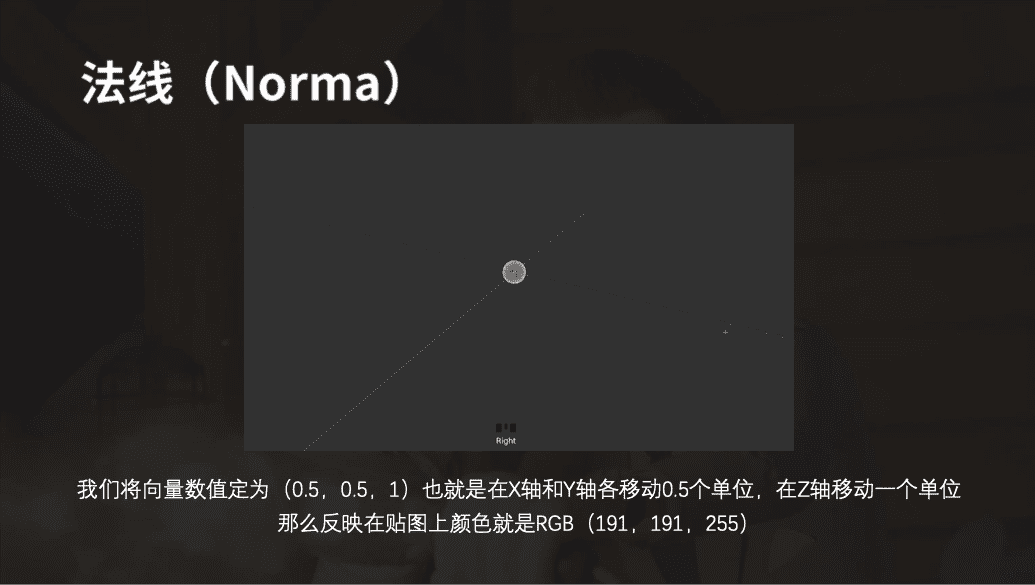 法线（Norma）
Right
我们将向量数值定为（0.5，0.5，1）也就是在X轴和Y轴各移动0.5个单位，在Z轴移动一个单位
那么反映在贴图上颜色就是RGB（191，191，255）